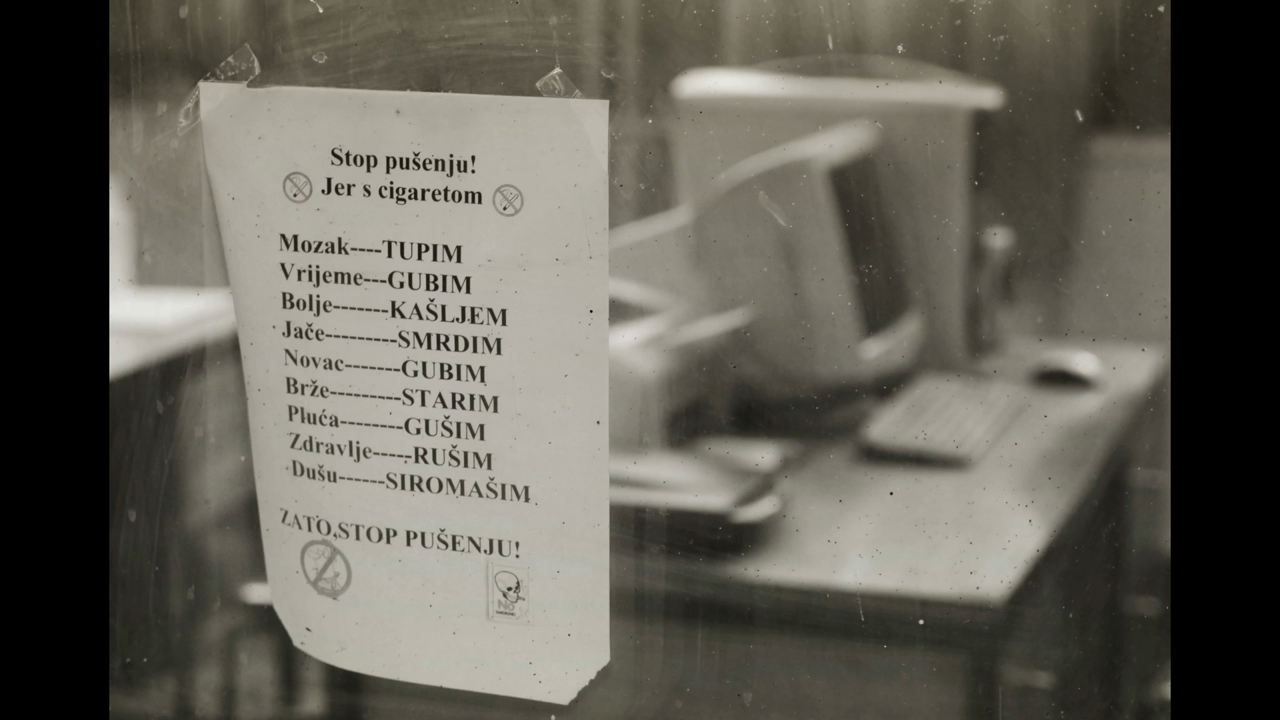 Stop pušenju!
Jer s cigaretom
Mozak----TUPIM
Vrijeme---GUBIM
Bolje-------KAŠLJEM
Jače---------SMRDIM
Novac-------GUBIM
Brže---------STARIM
Pluća--------GUŠIM
Zdravlje-----RUŠIM
Dušu------SIROMAŠIM
ZATO,STOP PUŠENJU!
No